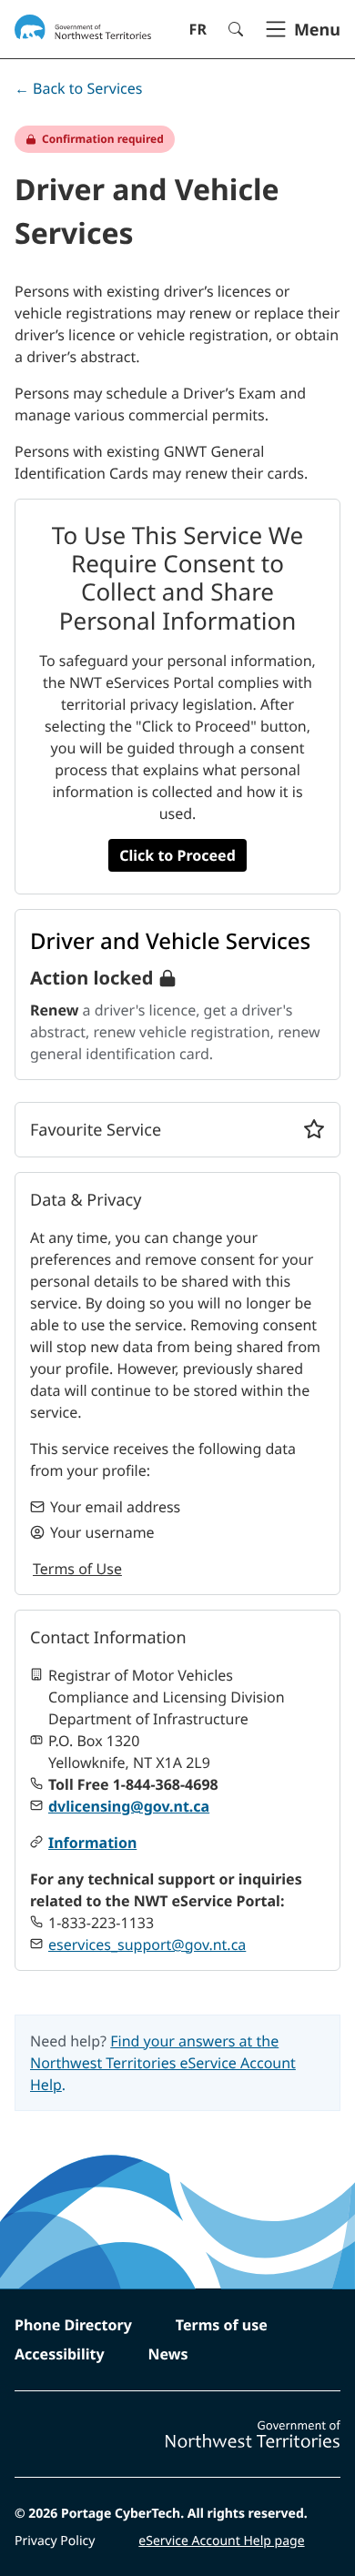 Government of
Northwest Territories
FR
Menu
← Back to Services
Confirmation required
Driver and Vehicle
Services
Persons with existing driver’s licences or
vehicle registrations may renew or replace their
driver’s licence or vehicle registration, or obtain
a driver’s abstract.
Persons may schedule a Driver’s Exam and
manage various commercial permits.
Persons with existing GNWT General
Identification Cards may renew their cards.
To Use This Service We
Require Consent to
Collect and Share
Personal Information
To safeguard your personal information,
the NWT eServices Portal complies with
territorial privacy legislation. After
selecting the "Click to Proceed" button,
you will be guided through a consent
process that explains what personal
information is collected and how it is
used.
Click to Proceed
Driver and Vehicle Services
Action locked
Renew a driver's licence, get a driver's
abstract, renew vehicle registration, renew
general identification card.
Favourite Service
Data & Privacy
At any time, you can change your
preferences and remove consent for your
personal details to be shared with this
service. By doing so you will no longer be
able to use the service. Removing consent
will stop new data from being shared from
your profile. However, previously shared
data will continue to be stored within the
service.
This service receives the following data
from your profile:
Your email address
Your username
Terms of Use
Contact Information
Registrar of Motor Vehicles
Compliance and Licensing Division
Department of Infrastructure
P.O. Box 1320
Yellowknife, NT X1A 2L9
Toll Free 1-844-368-4698
dvlicensing@gov.nt.ca
Information
For any technical support or inquiries
related to the NWT eService Portal:
1-833-223-1133
eservices_support@gov.nt.ca
Need help? Find your answers at the
Northwest Territories eService Account
Help.
Phone Directory
Terms of use
Accessibility
News
Government of
Northwest Territories
© 2026 Portage CyberTech. All rights reserved.
Privacy Policy
eService Account Help page